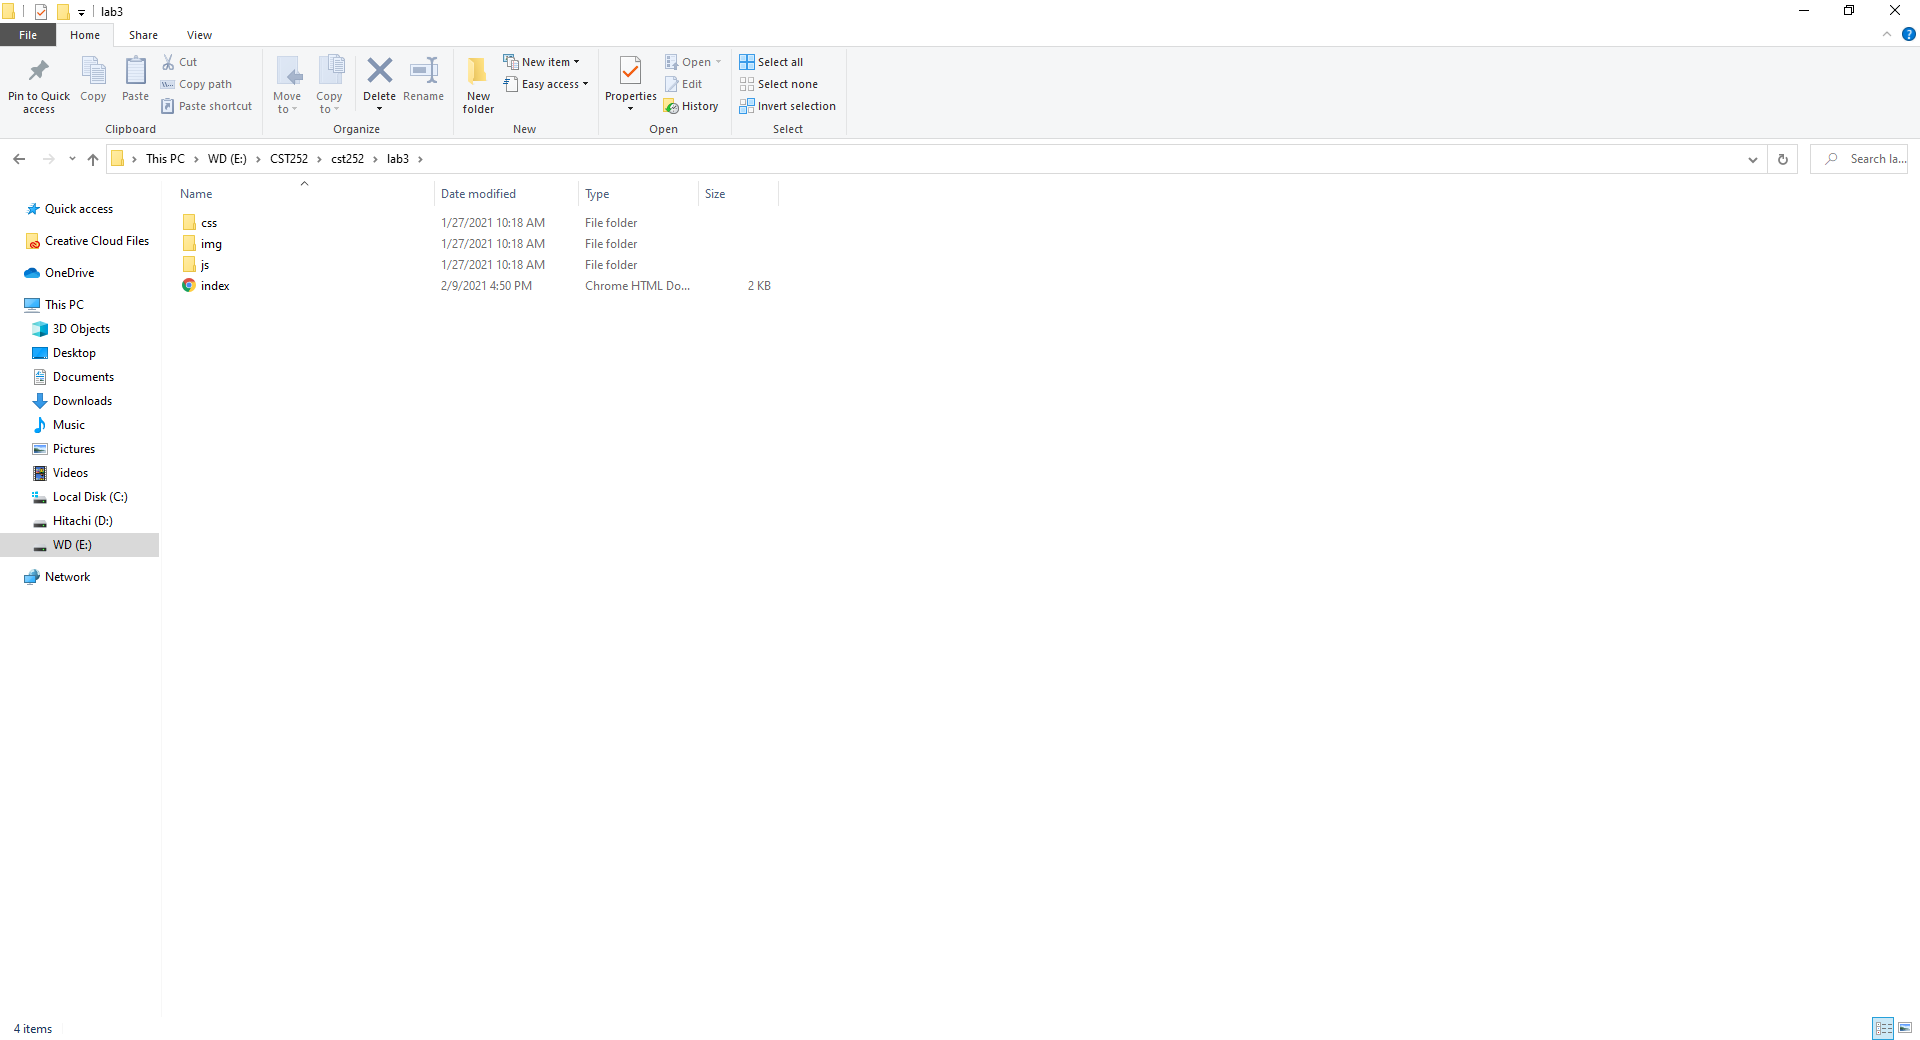 lab3
File Home Share View
Pin to Quick access
Copy
Paste
Cut
Copy path
Paste shortcut
Clipboard
Move to
Copy to
Delete
Rename
Organize
New folder
New item
Easy access
New
Properties
Open
Edit
History
Open
Select all
Select none
Invert selection
Select
This PC WD (E:) CST252 cst252 lab3
Search la...
Name Date modified Type Size
css 1/27/2021 10:18 AM File folder
img 1/27/2021 10:18 AM File folder
js 1/27/2021 10:18 AM File folder
index 2/9/2021 4:50 PM Chrome HTML Do... 2 KB
Quick access
Creative Cloud Files
OneDrive
This PC
3D Objects
Desktop
Documents
Downloads
Music
Pictures
Videos
Local Disk (C:)
Hitachi (D:)
WD (E:)
Network
4 items